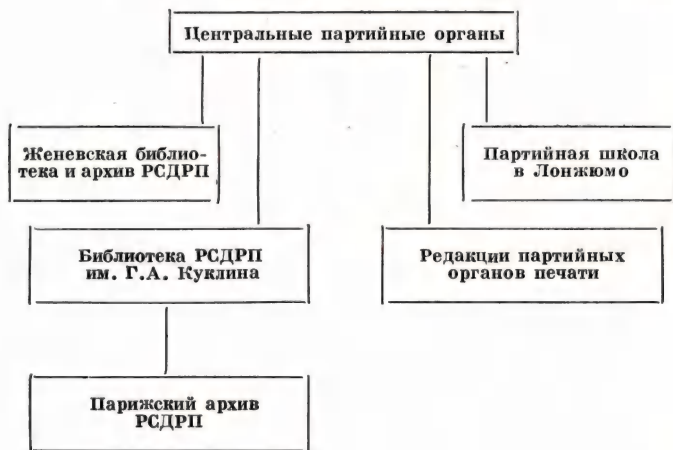 Центральные партийные органы
Женевская библио-
тека и архив РСДРП
Партийная школа
в Лонжюмо
Библиотека РСДРП
им. Г.А. Куклина
Редакции партийных
органов печати
Парижский архив
РСДРП